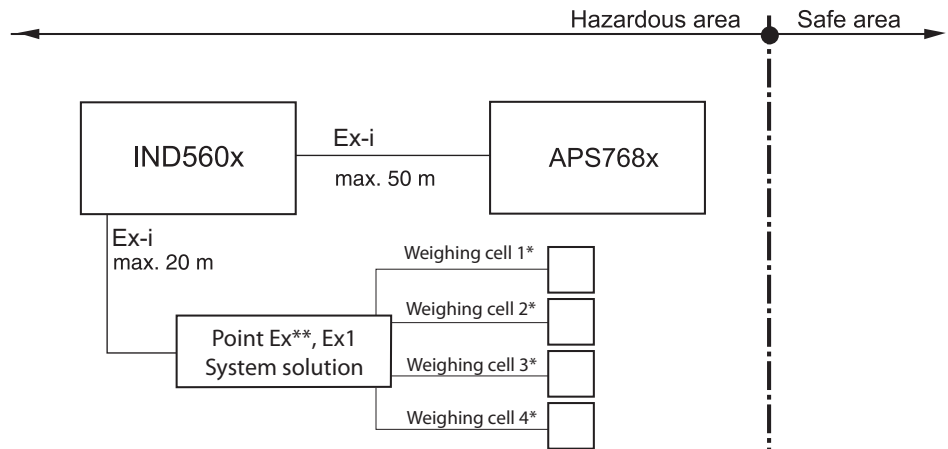 Hazardous area
Safe area
IND560x
Ex-i
max. 50 m
APS768x
Ex-i
max. 20 m
Point Ex**, Ex1
System solution
Weighing cell 1*
Weighing cell 2*
Weighing cell 3*
Weighing cell 4*